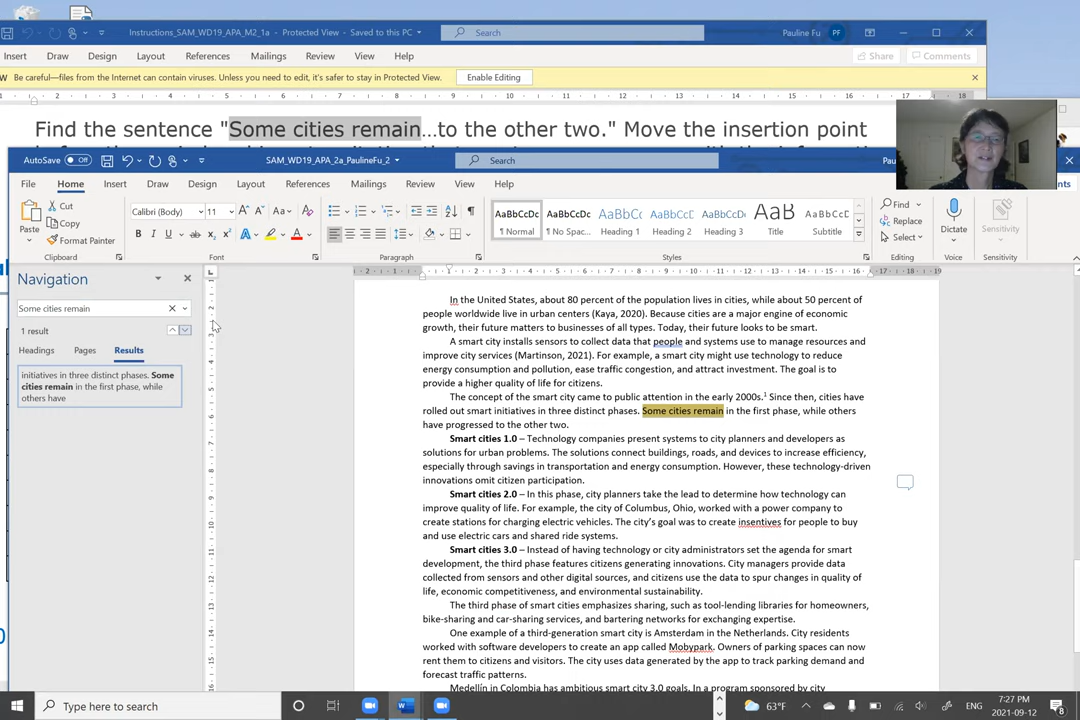 Instructions_SAM_WD19_APA_M2_1a - Protected View - Saved to this PC
Search
Pauline Fu
PF
Insert
Draw
Design
Layout
References
Mailings
Review
View
Help
Share
Comments
Be careful—files from the Internet can contain viruses. Unless you need to edit, it's safer to stay in Protected View.
Enable Editing
Find the sentence "Some cities remain…to the other two." Move the insertion point
AutoSave
Off
SAM_WD19_APA_2a_PaulineFu_2
Search
File
Home
Insert
Draw
Design
Layout
References
Mailings
Review
View
Help
Paste
Cut
Copy
Format Painter
Clipboard
Calibri (Body)
11
Font
Paragraph
AaBbCcDc
¶ Normal
AaBbCcDc
¶ No Spac...
AaBbCc
Heading 1
AaBbCcD
Heading 2
AaBbCcD
Heading 3
AaB
Title
AaBbCcD
Subtitle
Styles
Find
Replace
Select
Editing
Dictate
Voice
Sensitivity
Sensitivity
Navigation
Some cities remain
1 result
Headings
Pages
Results
initiatives in three distinct phases. Some
cities remain in the first phase, while
others have
In the United States, about 80 percent of the population lives in cities, while about 50 percent of
people worldwide live in urban centers (Kaya, 2020). Because cities are a major engine of economic
growth, their future matters to businesses of all types. Today, their future looks to be smart.
A smart city installs sensors to collect data that people and systems use to manage resources and
improve city services (Martinson, 2021). For example, a smart city might use technology to reduce
energy consumption and pollution, ease traffic congestion, and attract investment. The goal is to
provide a higher quality of life for citizens.
The concept of the smart city came to public attention in the early 2000s.¹ Since then, cities have
rolled out smart initiatives in three distinct phases. Some cities remain in the first phase, while others
have progressed to the other two.
Smart cities 1.0 – Technology companies present systems to city planners and developers as
solutions for urban problems. The solutions connect buildings, roads, and devices to increase efficiency,
especially through savings in transportation and energy consumption. However, these technology-driven
innovations omit citizen participation.
Smart cities 2.0 – In this phase, city planners take the lead to determine how technology can
improve quality of life. For example, the city of Columbus, Ohio, worked with a power company to
create stations for charging electric vehicles. The city's goal was to create insentives for people to buy
and use electric cars and shared ride systems.
Smart cities 3.0 – Instead of having technology or city administrators set the agenda for smart
development, the third phase features citizens generating innovations. City managers provide data
collected from sensors and other digital sources, and citizens use the data to spur changes in quality of
life, economic competitiveness, and environmental sustainability.
The third phase of smart cities emphasizes sharing, such as tool-lending libraries for homeowners,
bike-sharing and car-sharing services, and bartering networks for exchanging expertise.
One example of a third-generation smart city is Amsterdam in the Netherlands. City residents
worked with software developers to create an app called Mobypark. Owners of parking spaces can now
rent them to citizens and visitors. The city uses data generated by the app to track parking demand and
forecast traffic patterns.
Medellín in Colombia has ambitious smart city 3.0 goals. In a program sponsored by city
Type here to search
63°F
ENG
7:27 PM
2021-09-12
8